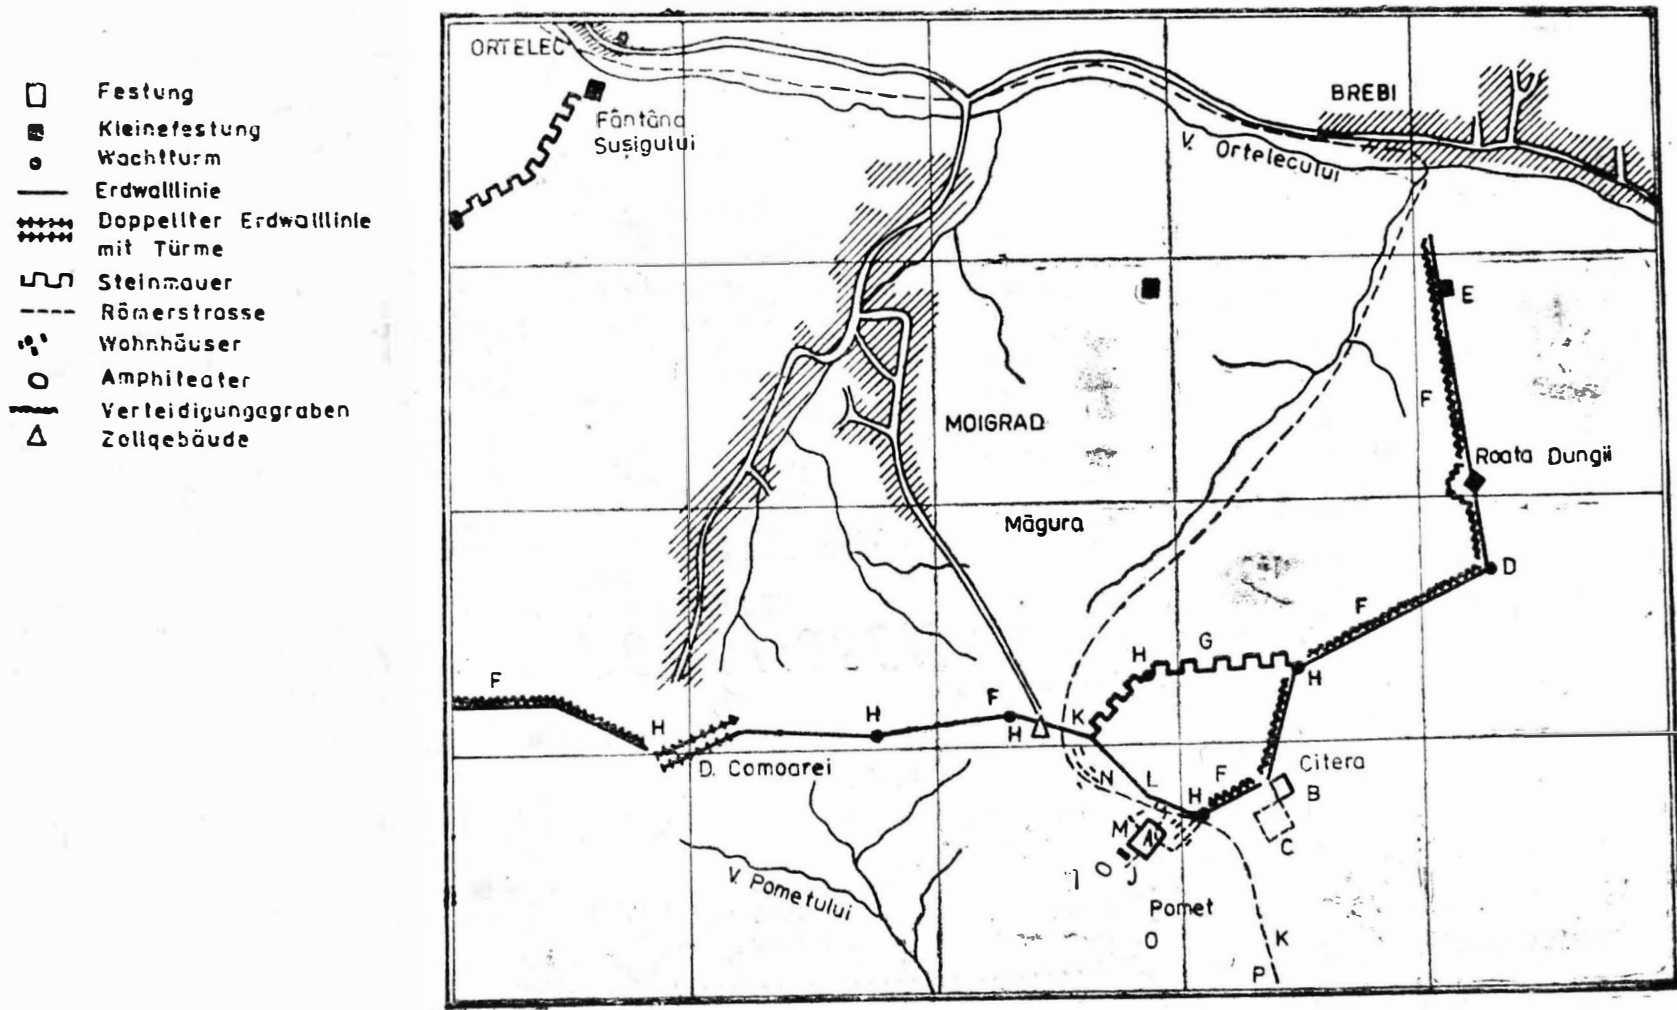 Festung
Kleinefestung
Wachtturm
Erdwalllinie
Doppellter Erdwalllinie
mit Türme
Steinmauer
Römerstrasse
Wohnhäuser
Amphiteater
Verteidigungagraben
Zollgebäude
ORTELEC
Fântâna
Susigului
BREBI
V. Ortelecului
E
F
MOIGRAD
Roata Dungii
Măgura
D
F
G
H
H
F
H
H
F
H
K
D. Comoarei
N
L
H
F
Citera
B
M
A
C
J
V. Pometului
Pomet
O
K
P